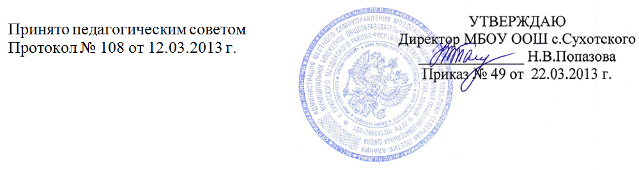 Принято педагогическим советом
Протокол № 108 от 12.03.2013 г.
УТВЕРЖДАЮ
Директор МБОУ ООШ с.Сухотского
Н.В.Попазова
Приказ № 49 от 22.03.2013 г.